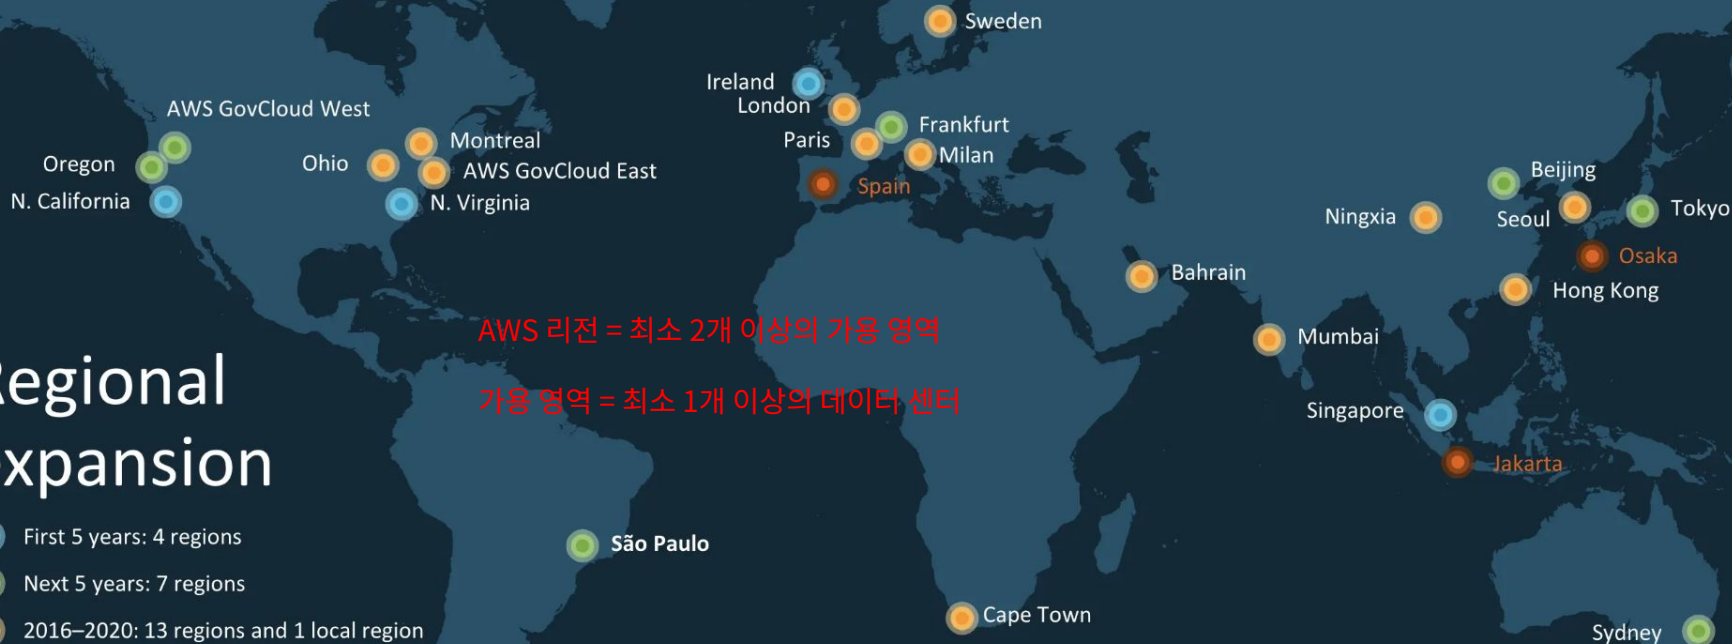 Sweden
Ireland
London
AWS GovCloud West
Frankfurt
Montreal
Paris
Milan
Oregon
Ohio
AWS GovCloud East
Beijing
Spain
N. California
N. Virginia
Ningxia
Seoul
Tokyo
Osaka
Bahrain
Hong Kong
AWS 리전 = 최소 2개 이상의 가용 영역
Mumbai
가용 영역 = 최소 1개 이상의 데이터 센터
Singapore
Jakarta
Regional
expansion
First 5 years: 4 regions
São Paulo
Next 5 years: 7 regions
Cape Town
2016–2020: 13 regions and 1 local region
Sydney